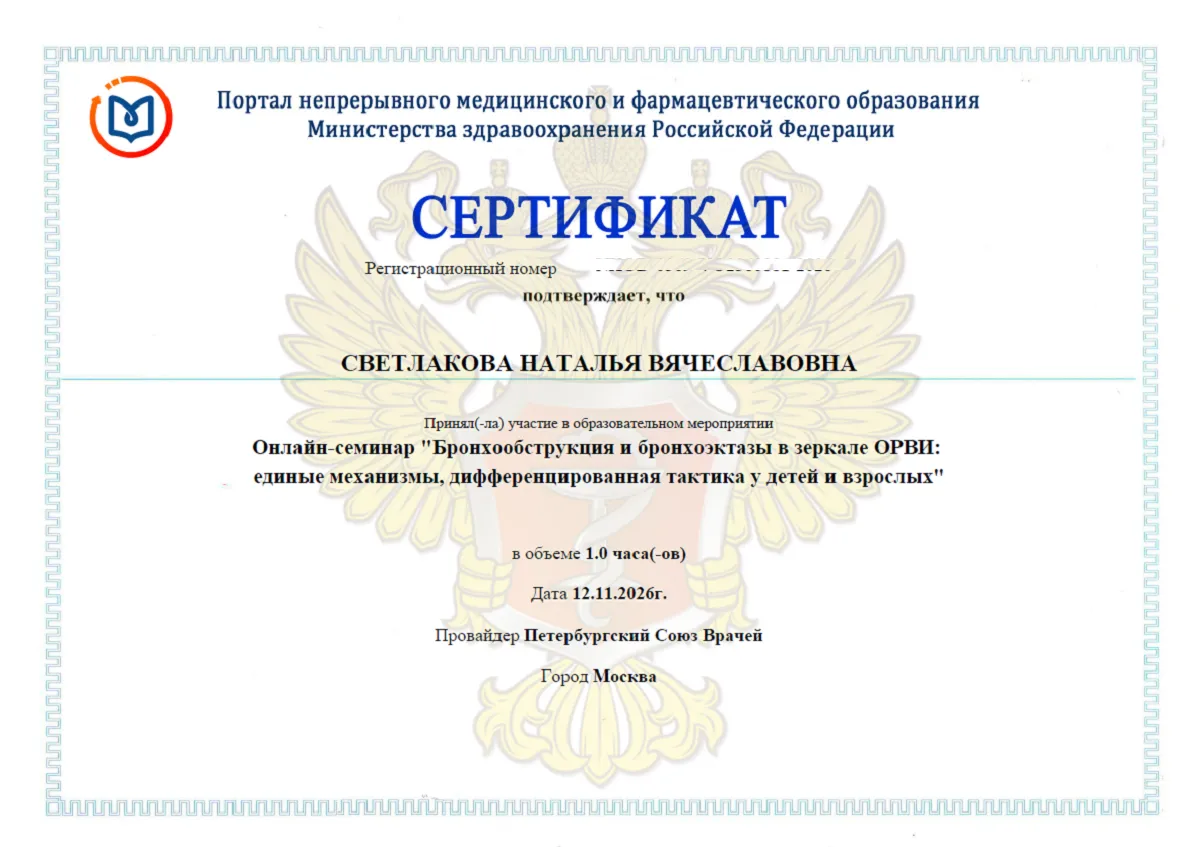 Портал непрерывного медицинского и фармацевтического образования
Министерства здравоохранения Российской Федерации
СЕРТИФИКАТ
Регистрационный номер
подтверждает, что
СВЕТЛАКОВА НАТАЛЬЯ ВЯЧЕСЛАВОВНА
Принял(-ла) участие в образовательном мероприятии
Онлайн-семинар "Бронхообструкция и бронхоэктазы в зеркале ОРВИ:
единые механизмы, дифференцированная тактика у детей и взрослых"
в объеме 1.0 часа(-ов)
Дата 12.11.2026г.
Провайдер Петербургский Союз Врачей
Город Москва